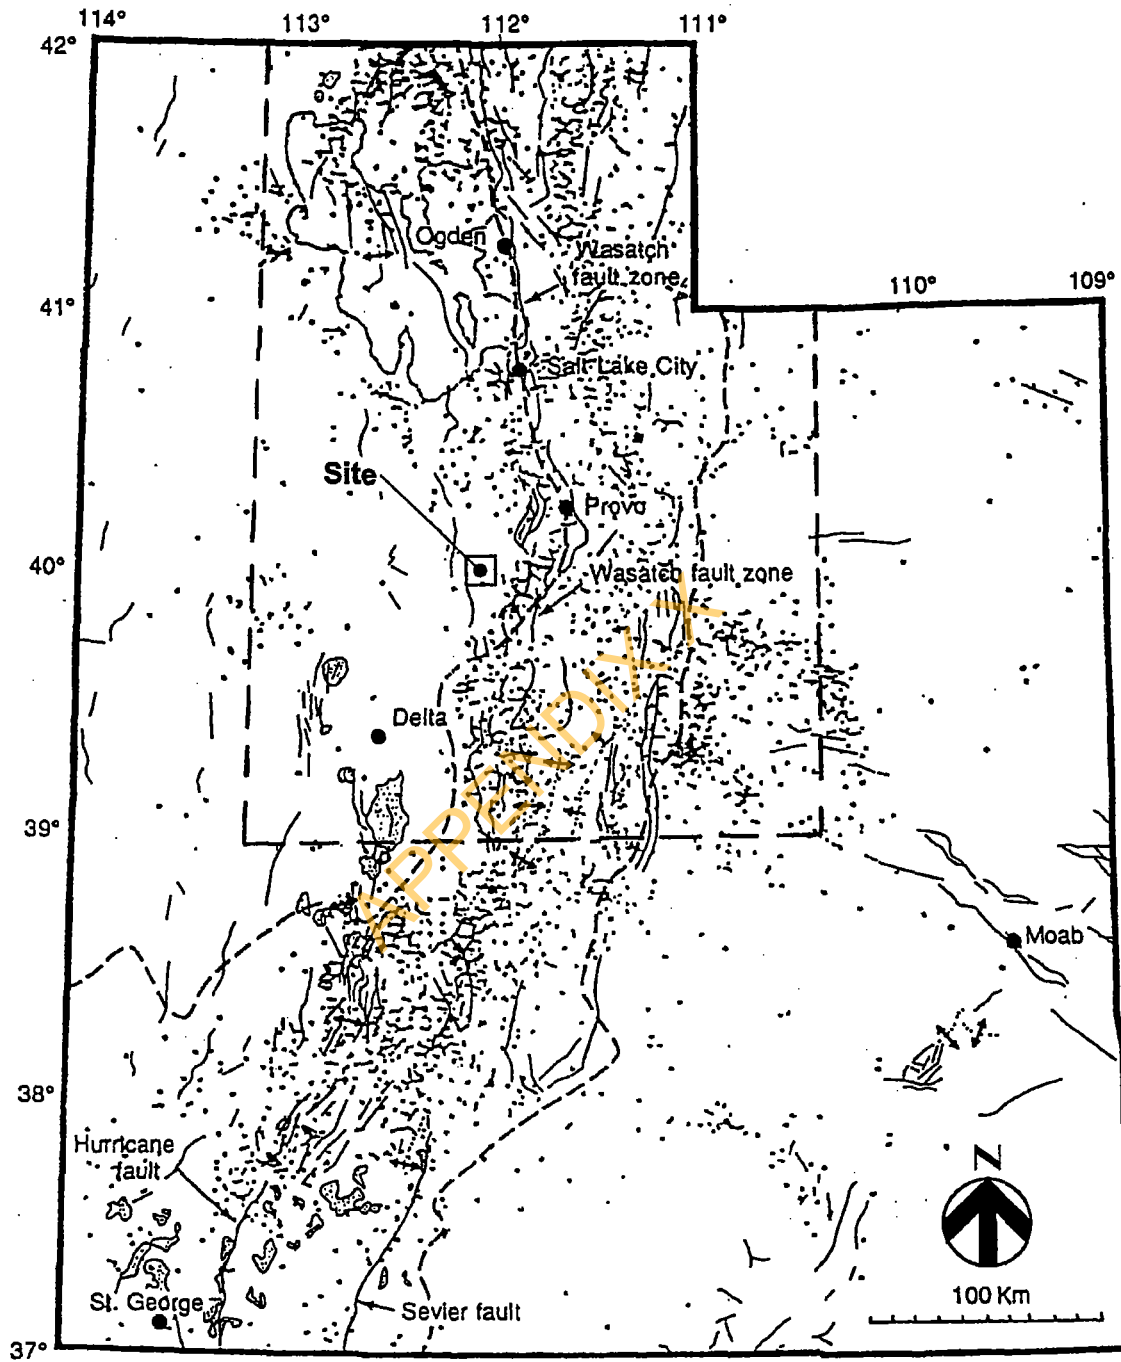 114°
113°
112°
111°
42°
Ogden
Wasatch
fault zone
110°
109°
41°
Salt Lake City
Site
Provo
40°
Wasatch fault zone
Delta
39°
Moab
38°
Hurricane
fault
N
100 Km
St. George
Sevier fault
37°
APPENDIX X